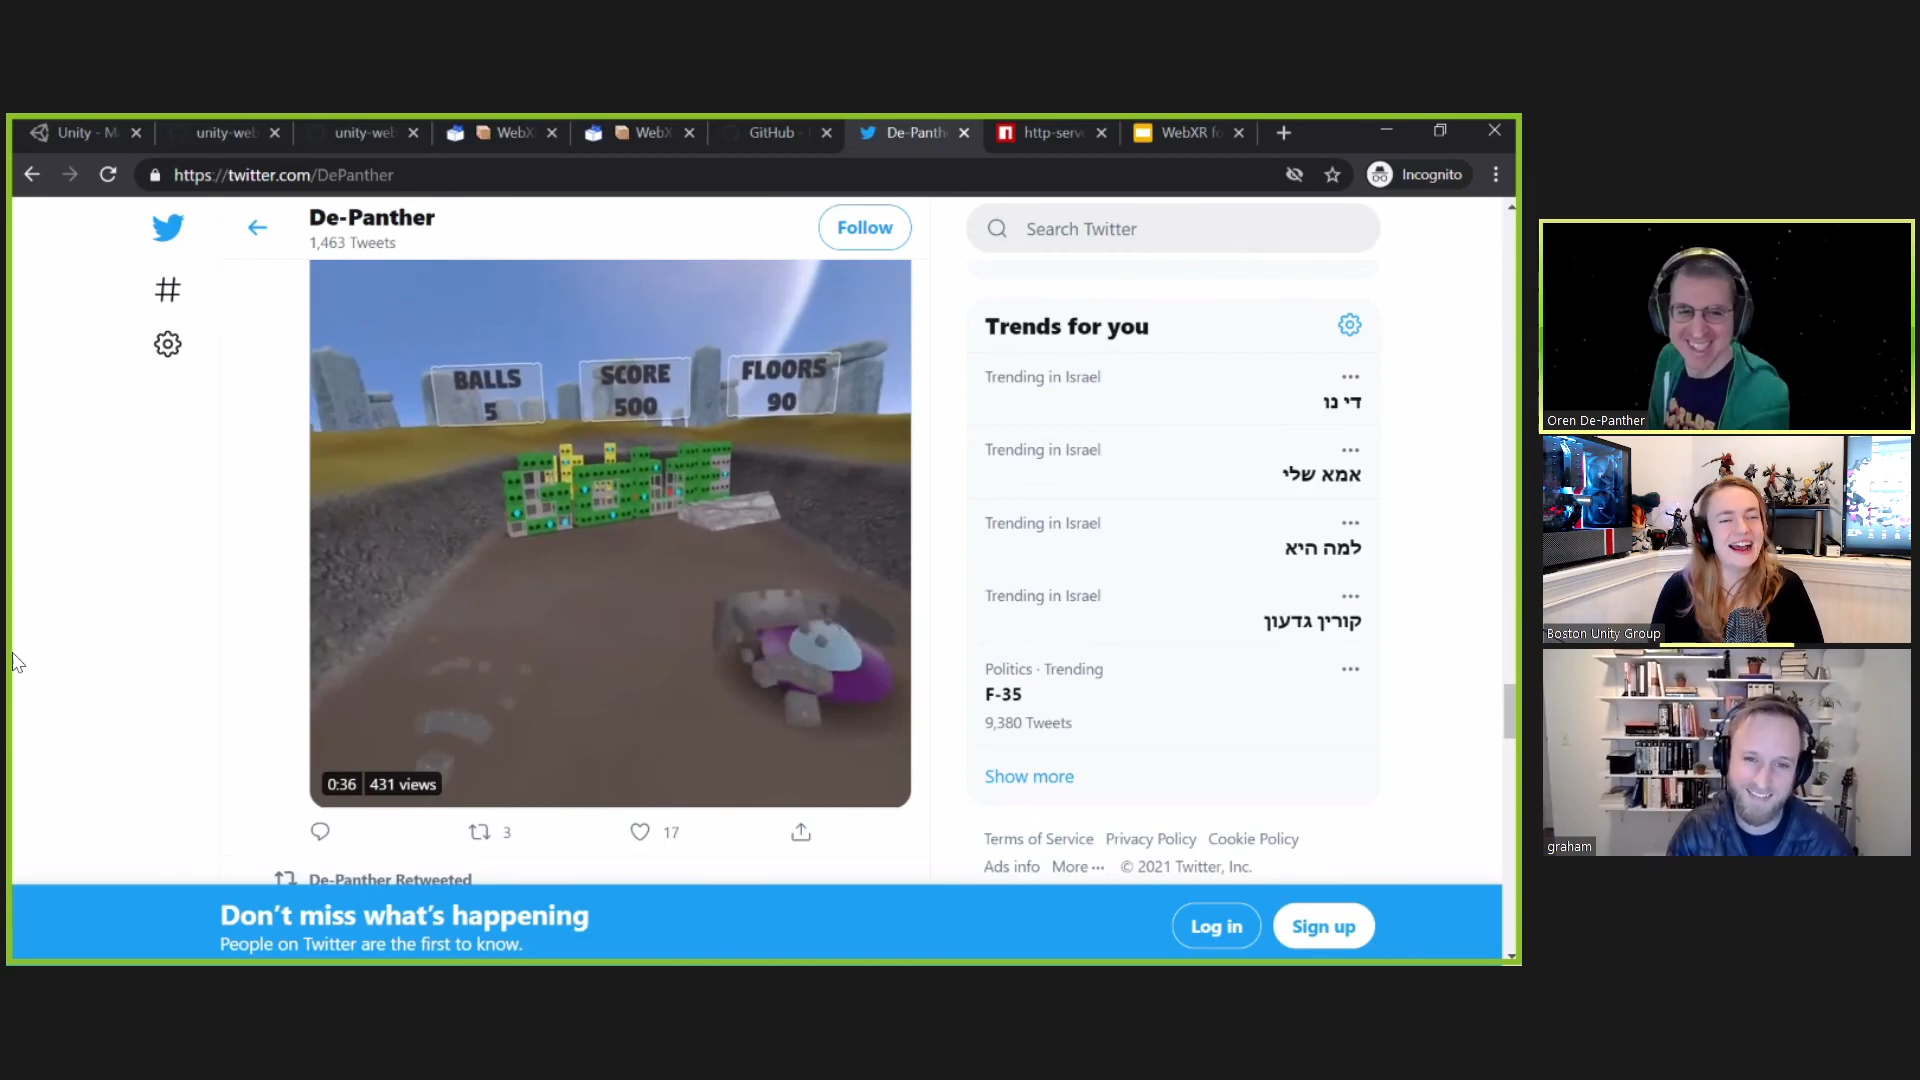 Unity - M
unity-web
unity-web
WebX
WebX
GitHub -
De-Panth
http-serv
WebXR fo
https://twitter.com/DePanther
Incognito
De-Panther
1,463 Tweets
Follow
Search Twitter
BALLS
5
SCORE
500
FLOORS
90
0:36
431 views
3
17
De-Panther Retweeted
Trends for you
Trending in Israel
די נו
Trending in Israel
אמא שלי
Trending in Israel
למה היא
Trending in Israel
קורין גדעון
Politics · Trending
F-35
9,380 Tweets
Show more
Terms of Service Privacy Policy Cookie Policy
Ads info More ··· © 2021 Twitter, Inc.
Don't miss what's happening
People on Twitter are the first to know.
Log in
Sign up
Oren De-Panther
Boston Unity Group
graham